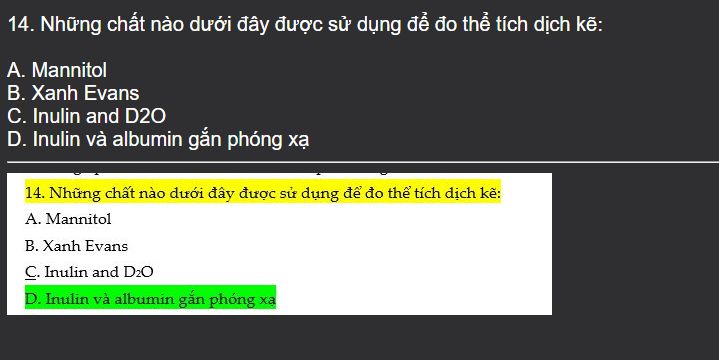 14. Những chất nào dưới đây được sử dụng để đo thể tích dịch kẽ:
A. Mannitol
B. Xanh Evans
C. Inulin and D2O
D. Inulin và albumin gắn phóng xạ
14. Những chất nào dưới đây được sử dụng để đo thể tích dịch kẽ:
A. Mannitol
B. Xanh Evans
C. Inulin and D₂O
D. Inulin và albumin gắn phóng xạ